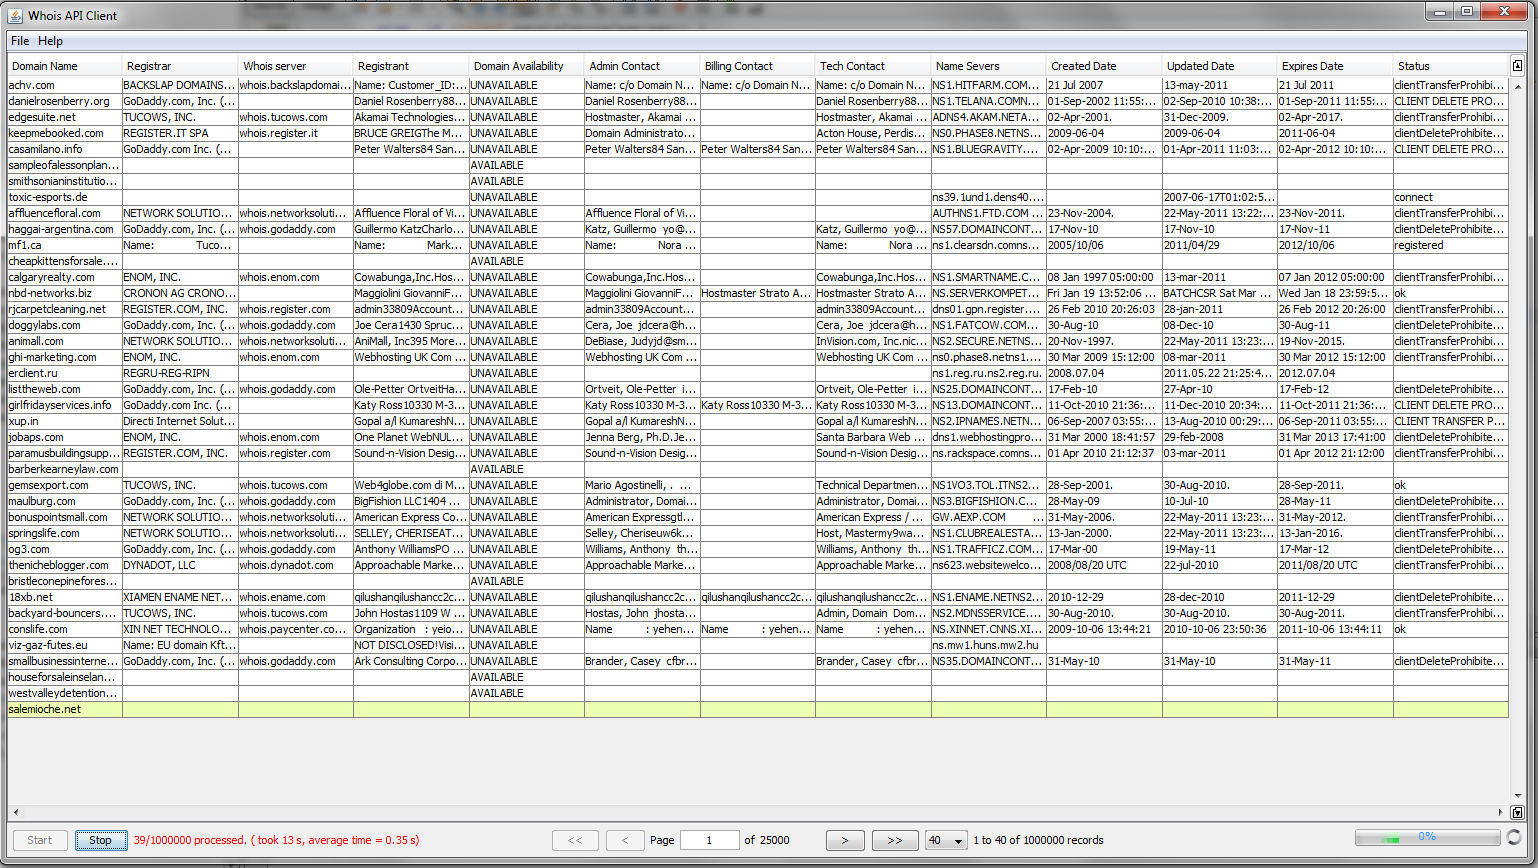 Whois API Client
File Help
Domain Name Registrar Whois server Registrant Domain Availability Admin Contact Billing Contact Tech Contact Name Severs Created Date Updated Date Expires Date Status
achv.com BACKSLAP DOMAINS... whois.backslapdomai... Name: Customer_ID:... UNAVAILABLE Name: c/o Domain N... Name: c/o Domain N... Name: c/o Domain N... NS1.HITFARM.COM... 21 Jul 2007 13-may-2011 21 Jul 2011 clientTransferProhibi...
danielrosenberry.org GoDaddy.com, Inc. (... Daniel Rosenberry88... UNAVAILABLE Daniel Rosenberry88... Daniel Rosenberry88... NS1.TELANA.COMN... 01-Sep-2002 11:55:... 02-Sep-2010 10:38:... 01-Sep-2011 11:55:... CLIENT DELETE PRO...
edgesuite.net TUCOWS, INC. whois.tucows.com Akamai Technologies... UNAVAILABLE Hostmaster, Akamai ... Hostmaster, Akamai ... ADNS4.AKAM.NETA... 02-Apr-2001. 31-Dec-2009. 02-Apr-2017. clientTransferProhibi...
keepmebooked.com REGISTER.IT SPA whois.register.it BRUCE GREIGThe M... UNAVAILABLE Domain Administrato... Acton House, Perdis... NS0.PHASE8.NETNS... 2009-06-04 2009-06-04 2011-06-04 clientDeleteProhibi...
casamilano.info GoDaddy.com Inc. (... Peter Walters84 San... UNAVAILABLE Peter Walters84 San... Peter Walters84 San... Peter Walters84 San... NS1.BLUEGRAVITY.... 02-Apr-2009 10:10:... 01-Apr-2011 11:03:... 02-Apr-2012 10:10:... CLIENT DELETE PRO...
sampleofalessonplan... AVAILABLE
smithsonianinstitutio... AVAILABLE
toxic-esports.de UNAVAILABLE ns39.1und1.dens40.... 2007-06-17T01:02:5... connect
affluencefloral.com NETWORK SOLUTIO... whois.networksoluti... Affluence Floral of Vi... UNAVAILABLE Affluence Floral of Vi... AUTHNS1.FTD.COM ... 23-Nov-2004. 22-May-2011 13:22:... 23-Nov-2011. clientTransferProhibi...
haggai-argentina.com GoDaddy.com, Inc. (... whois.godaddy.com Guillermo KatzCharlo... UNAVAILABLE Katz, Guillermo yo@... Katz, Guillermo yo@... NS57.DOMAINCONT... 17-Nov-10 17-Nov-10 17-Nov-11 clientDeleteProhibite...
mf1.ca Name: Tuco... Name: Mark... UNAVAILABLE Name: Nora ... Name: Nora ... ns1.clearsdn.comns... 2005/10/06 2011/04/29 2012/10/06 registered
cheapkittensforsale.... AVAILABLE
calgaryrealty.com ENOM, INC. whois.enom.com Cowabunga,Inc.Hos... UNAVAILABLE Cowabunga,Inc.Hos... Cowabunga,Inc.Hos... NS1.SMARTNAME.C... 08 Jan 1997 05:00:00 13-mar-2011 07 Jan 2012 05:00:00 clientTransferProhibi...
nbd-networks.biz CRONON AG CRONO... Maggiolini GiovanniF... UNAVAILABLE Maggiolini GiovanniF... Hostmaster Strato A... Hostmaster Strato A... NS.SERVERKOMPET... Fri Jan 19 13:52:06 ... BATCHCSR Sat Mar ... Wed Jan 18 23:59:5... ok
rjcarpetcleaning.net REGISTER.COM, INC. whois.register.com admin33809Account... UNAVAILABLE admin33809Account... admin33809Account... dns01.gpn.register.... 26 Feb 2010 20:26:03 28-jan-2011 26 Feb 2012 20:26:00 clientTransferProhibi...
doggylabs.com GoDaddy.com, Inc. (... whois.godaddy.com Joe Cera1430 Spruc... UNAVAILABLE Cera, Joe jdcera@h... Cera, Joe jdcera@h... NS1.FATCOW.COM... 30-Aug-10 08-Dec-10 30-Aug-11 clientDeleteProhibite...
animall.com NETWORK SOLUTIO... whois.networksoluti... AniMall, Inc395 More... UNAVAILABLE DeBiase, Judyjd@sm... InVision.com, Inc.nic... NS2.SECURE.NETNS... 20-Nov-1997. 22-May-2011 13:23:... 19-Nov-2015. clientTransferProhibi...
ghi-marketing.com ENOM, INC. whois.enom.com Webhosting UK Com ... UNAVAILABLE Webhosting UK Com ... Webhosting UK Com ... ns0.phase8.netns1.... 30 Mar 2009 15:12:00 08-mar-2011 30 Mar 2012 15:12:00 clientTransferProhibi...
erclient.ru REGRU-REG-RIPN UNAVAILABLE ns1.reg.ru.ns2.reg.ru. 2008.07.04 2011.05.22 21:25:4... 2012.07.04
listtheweb.com GoDaddy.com, Inc. (... whois.godaddy.com Ole-Petter OrtveitHa... UNAVAILABLE Ortveit, Ole-Petter i... Ortveit, Ole-Petter i... NS25.DOMAINCONT... 17-Feb-10 27-Apr-10 17-Feb-12 clientDeleteProhibite...
girlfridayservices.info GoDaddy.com Inc. (... Katy Ross10330 M-3... UNAVAILABLE Katy Ross10330 M-3... Katy Ross10330 M-3... Katy Ross10330 M-3... NS13.DOMAINCONT... 11-Oct-2010 21:36:... 11-Dec-2010 20:34:... 11-Oct-2011 21:36:... CLIENT DELETE PRO...
xup.in Directi Internet Solut... Gopal a/l KumareshN... UNAVAILABLE Gopal a/l KumareshN... Gopal a/l KumareshN... NS2.IPNAMES.NETN... 06-Sep-2007 03:55:... 13-Aug-2010 00:29:... 06-Sep-2011 03:55:... CLIENT TRANSFER P...
jobaps.com ENOM, INC. whois.enom.com One Planet WebNUL... UNAVAILABLE Jenna Berg, Ph.D.Je... Santa Barbara Web ... dns1.webhostingpro... 31 Mar 2000 18:41:57 29-feb-2008 31 Mar 2013 17:41:00 clientDeleteProhibi...
paramusbuildingsupp... REGISTER.COM, INC. whois.register.com Sound-n-Vision Desig... UNAVAILABLE Sound-n-Vision Desig... Sound-n-Vision Desig... ns.rackspace.comns... 01 Apr 2010 21:12:37 03-mar-2011 01 Apr 2012 21:12:00 clientTransferProhibi...
barberkearneylaw.com AVAILABLE
gemsexport.com TUCOWS, INC. whois.tucows.com Web4globe.com di M... UNAVAILABLE Mario Agostinelli, . ... Technical Departmen... NS1VO3.TOL.ITNS2... 28-Sep-2001. 30-Aug-2010. 28-Sep-2011. ok
maulburg.com GoDaddy.com, Inc. (... whois.godaddy.com BigFishion LLC1404 ... UNAVAILABLE Administrator, Domai... Administrator, Domai... NS3.BIGFISHION.C... 28-May-09 10-Jul-10 28-May-11 clientDeleteProhibite...
bonuspointsmall.com NETWORK SOLUTIO... whois.networksoluti... American Express Co... UNAVAILABLE American Expressgtl... American Express / ... GW.AEXP.COM ... 31-May-2006. 22-May-2011 13:23:... 31-May-2012. clientTransferProhibi...
springslife.com NETWORK SOLUTIO... whois.networksoluti... SELLEY, CHERISEAT... UNAVAILABLE Selley, Cheriseuw6k... Host, Mastermy9wa... NS1.CLUBREALESTA... 13-Jan-2000. 22-May-2011 13:23:... 13-Jan-2016. clientTransferProhibi...
og3.com GoDaddy.com, Inc. (... whois.godaddy.com Anthony WilliamsPO ... UNAVAILABLE Williams, Anthony th... Williams, Anthony th... NS1.TRAFFICZ.COM... 17-Mar-00 19-May-11 17-Mar-12 clientDeleteProhibite...
thenicheblogger.com DYNADOT, LLC whois.dynadot.com Approachable Marke... UNAVAILABLE Approachable Marke... Approachable Marke... ns623.websitewelco... 2008/08/20 UTC 22-jul-2010 2011/08/20 UTC clientTransferProhibi...
bristleconepinefores... AVAILABLE
18xb.net XIAMEN ENAME NET... whois.ename.com qilushanqilushancc2c... UNAVAILABLE qilushanqilushancc2c... qilushanqilushancc2c... qilushanqilushancc2c... NS1.ENAME.NETNS2... 2010-12-29 28-dec-2010 2011-12-29 clientDeleteProhibi...
backyard-bouncers.... TUCOWS, INC. whois.tucows.com John Hostas1109 W ... UNAVAILABLE Hostas, John jhosta... Admin, Domain Dom... NS2.MDNSSERVICE.... 30-Aug-2010. 30-Aug-2010. 30-Aug-2011. clientTransferProhibi...
conslife.com XIN NET TECHNOLO... whois.paycenter.co... Organization : yeio... UNAVAILABLE Name : yehen... Name : yehen... Name : yehen... NS.XINNET.CNNS.XI... 2009-10-06 13:44:21 2010-10-06 23:50:36 2011-10-06 13:44:11 ok
viz-gaz-futes.eu Name: EU domain Kft... NOT DISCLOSED!Visi... UNAVAILABLE ns.mw1.huns.mw2.hu
smallbusinessinterne... GoDaddy.com, Inc. (... whois.godaddy.com Ark Consulting Corpo... UNAVAILABLE Brander, Casey cfbr... Brander, Casey cfbr... NS35.DOMAINCONT... 31-May-10 31-May-10 31-May-11 clientDeleteProhibite...
houseforsaleinselan... AVAILABLE
westvalleydetention... AVAILABLE
salemioche.net
Start Stop 39/1000000 processed. ( took 13 s, average time = 0.35 s) << < Page 1 of 25000 > >> 40 1 to 40 of 1000000 records 0%